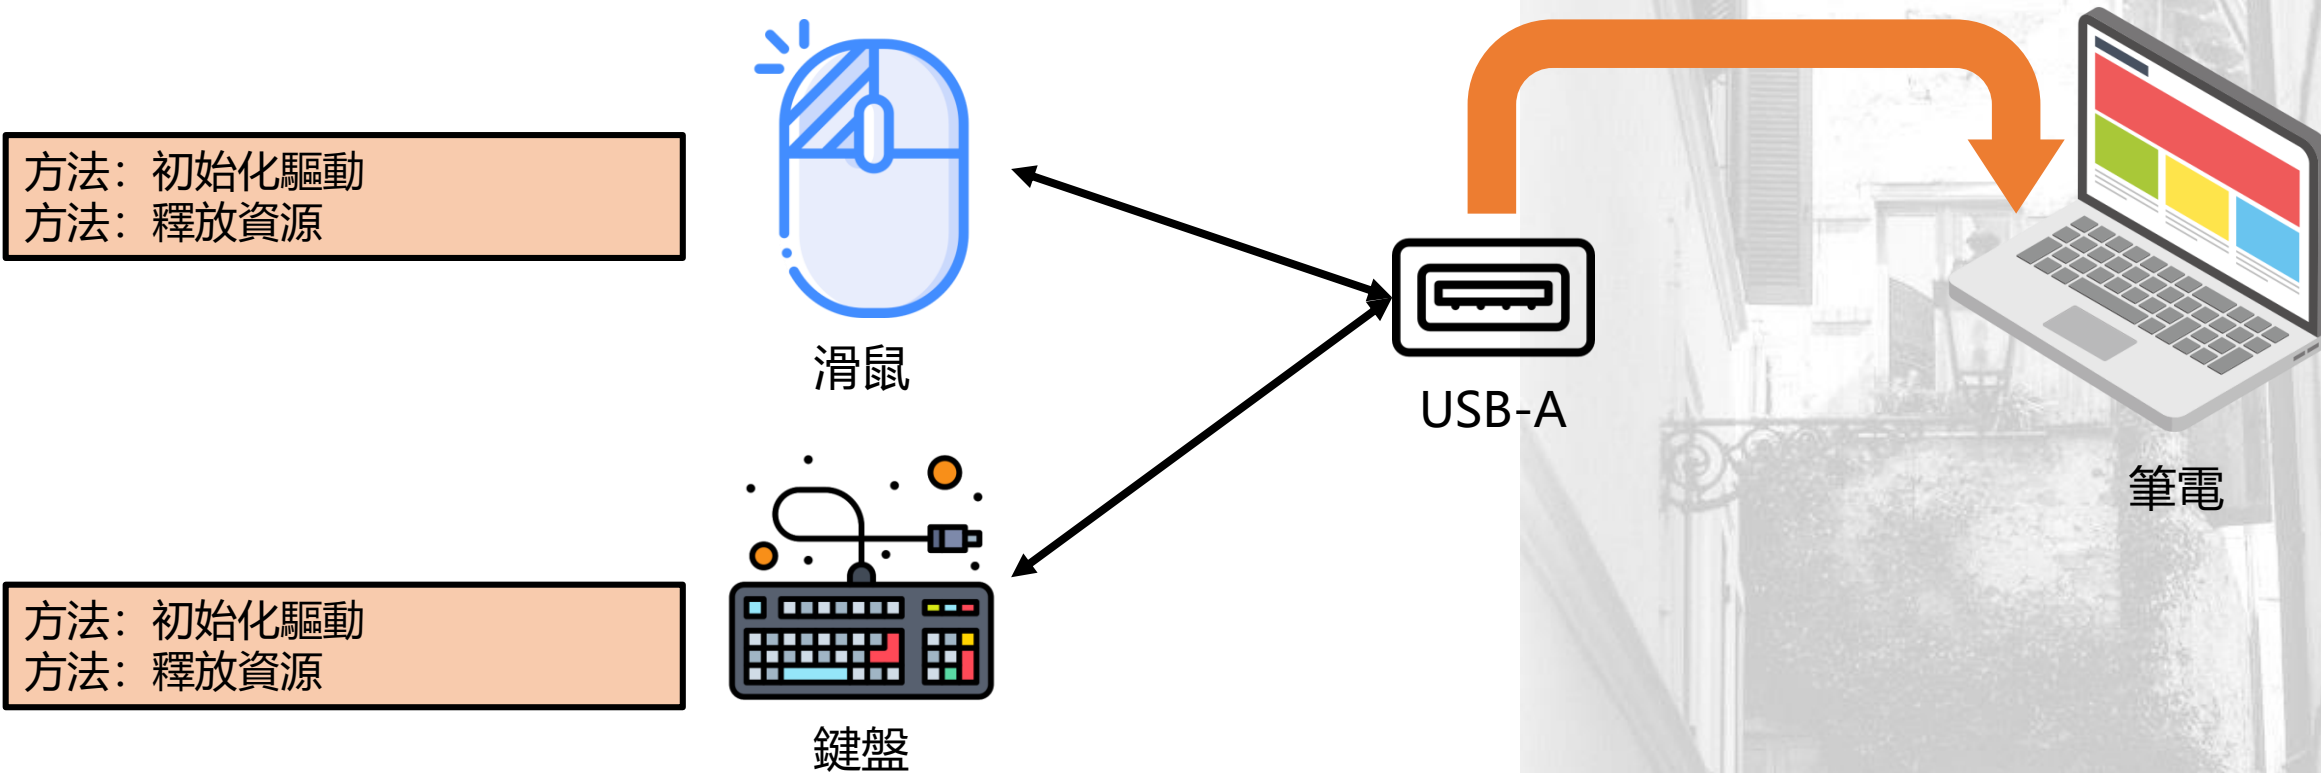 方法：初始化驅動
方法：釋放資源
滑鼠
USB-A
筆電
方法：初始化驅動
方法：釋放資源
鍵盤